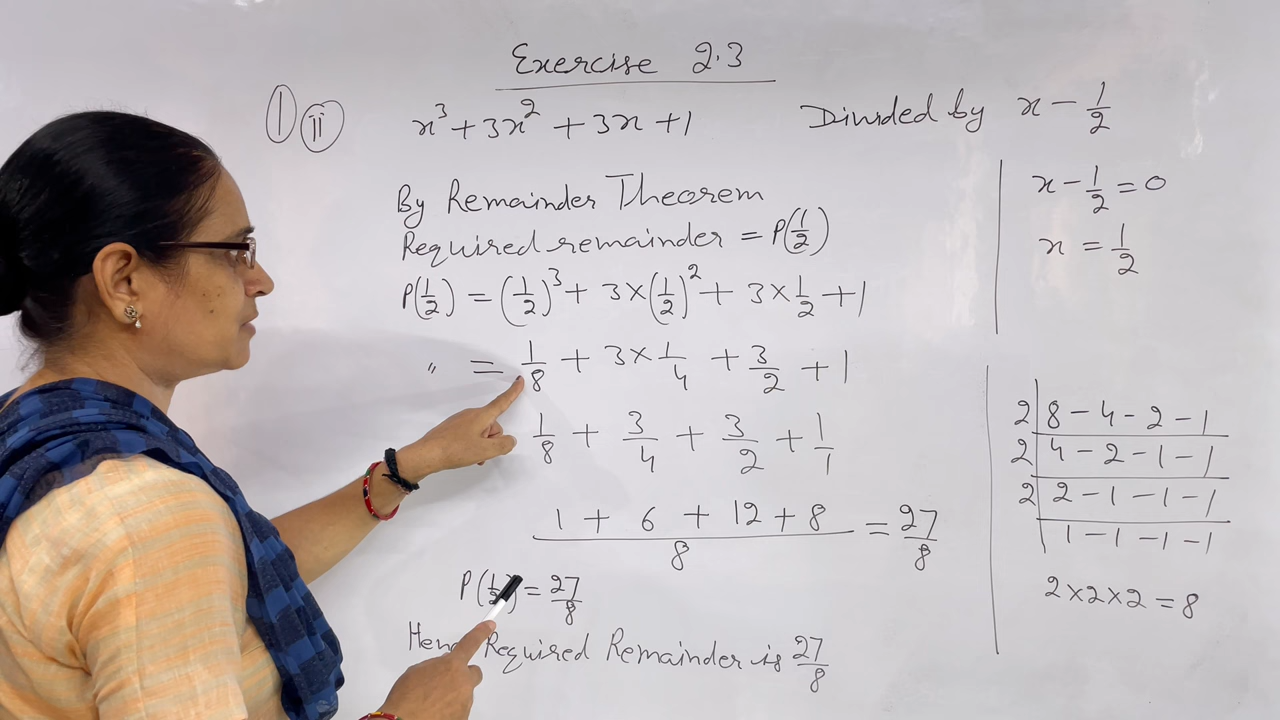 Exercise 2.3
1 ii x³ + 3x² + 3x + 1 Divided by x - 1/2
By Remainder Theorem
Required remainder = P(1/2)
P(1/2) = (1/2)³ + 3×(1/2)² + 3×1/2 + 1
〃 = 1/8 + 3×1/4 + 3/2 + 1
1/8 + 3/4 + 3/2 + 1/1
(1 + 6 + 12 + 8)/8 = 27/8
P(1/2) = 27/8
Required Remainder is 27/8
x - 1/2 = 0
x = 1/2
2 | 8 - 4 - 2 - 1
2 | 4 - 2 - 1 - 1
2 | 2 - 1 - 1 - 1
| 1 - 1 - 1 - 1
2×2×2 = 8